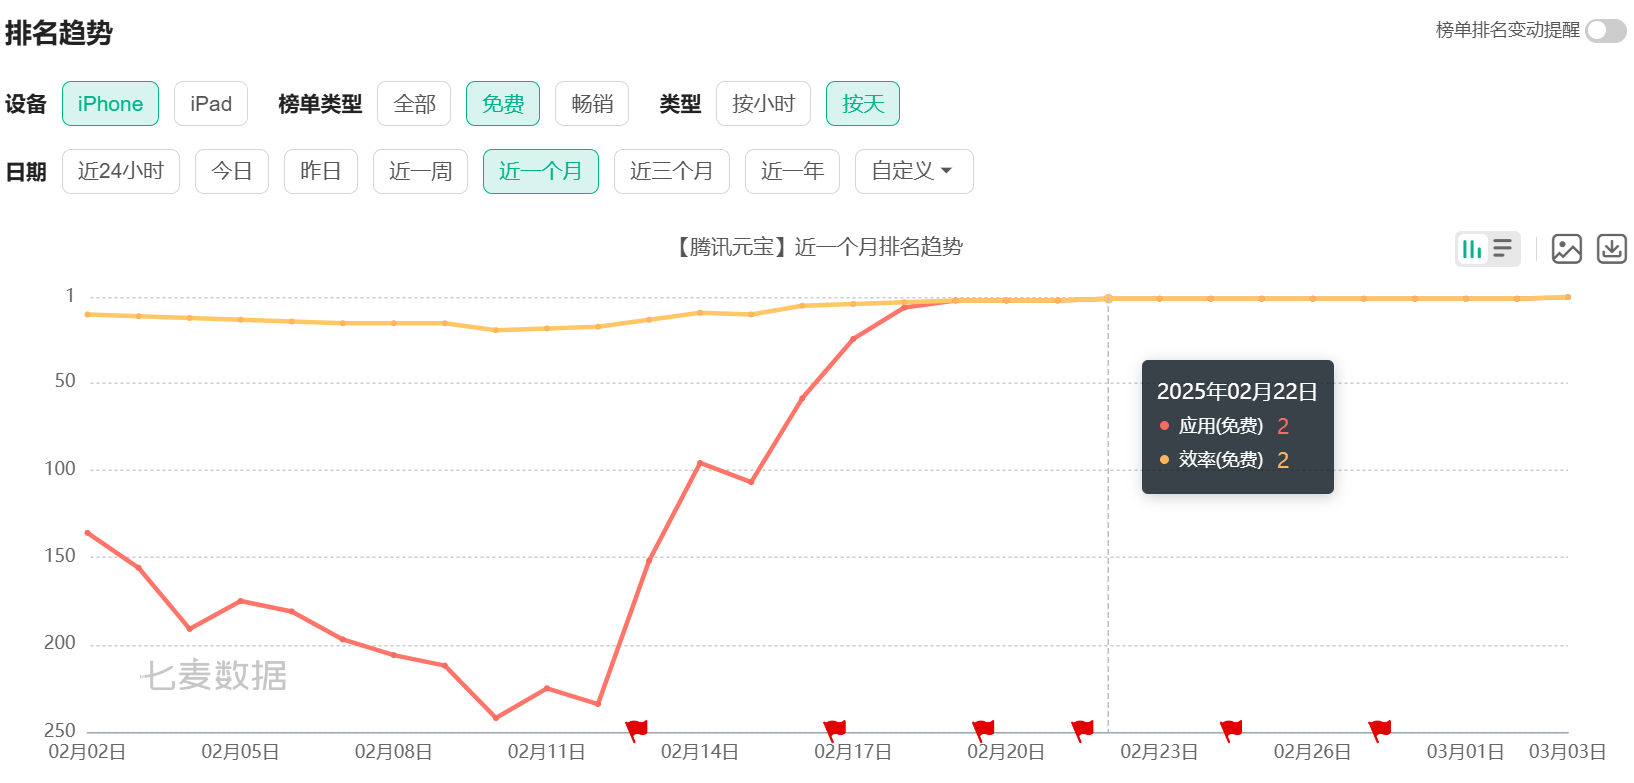 排名趋势
榜单排名变动提醒
设备 iPhone iPad 榜单类型 全部 免费 畅销 类型 按小时 按天
日期 近24小时 今日 昨日 近一周 近一个月 近三个月 近一年 自定义
【腾讯元宝】近一个月排名趋势
1
50
100
150
200
250
2025年02月22日
应用(免费) 2
效率(免费) 2
七麦数据
02月02日 02月05日 02月08日 02月11日 02月14日 02月17日 02月20日 02月23日 02月26日 03月01日 03月03日